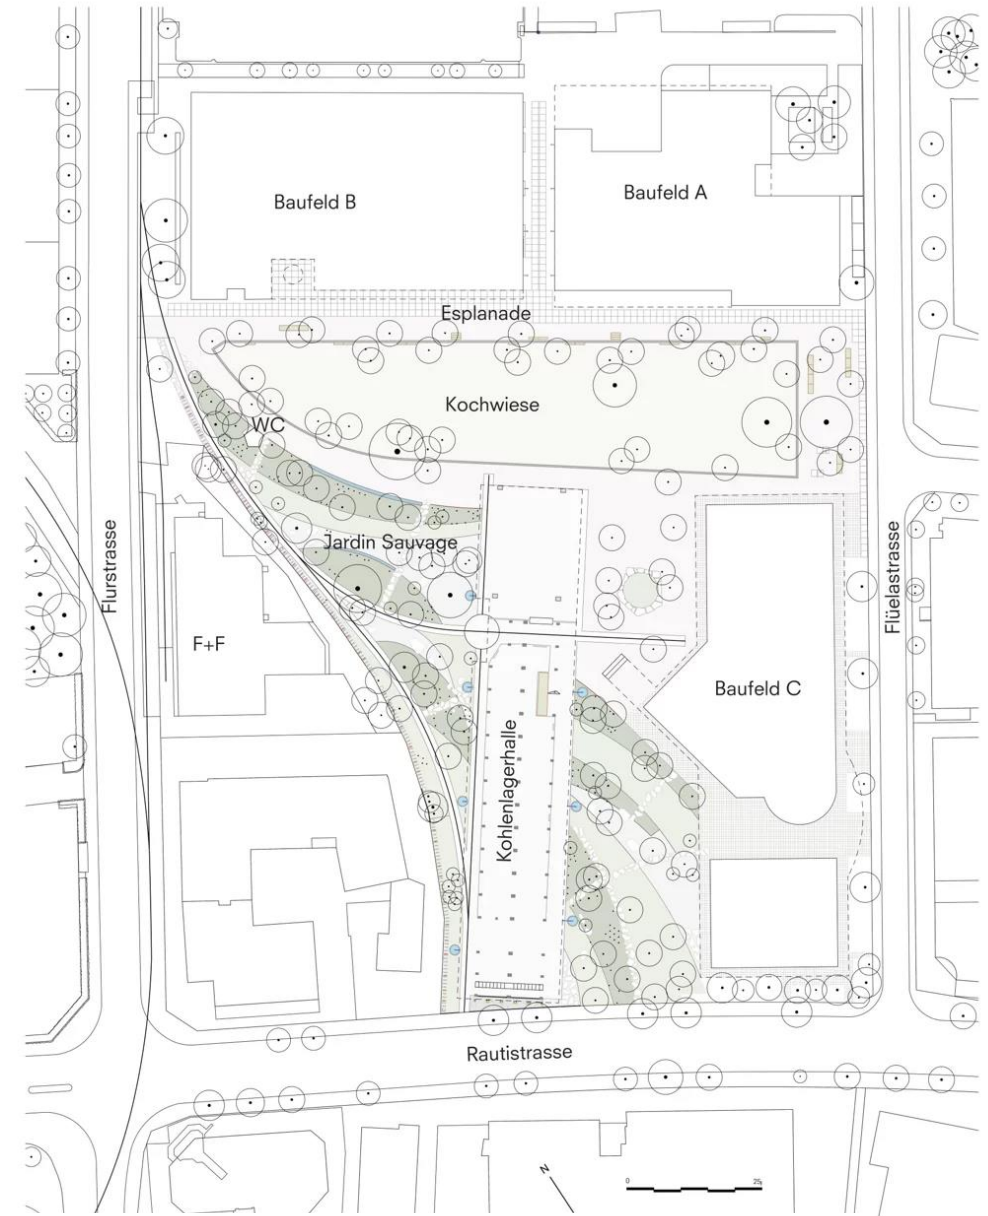 Baufeld B
Baufeld A
Esplanade
Kochwiese
WC
Jardin Sauvage
Flurstrasse
Flüelastrasse
F+F
Baufeld C
Kohlenlagerhalle
Rautistrasse
N
0 25